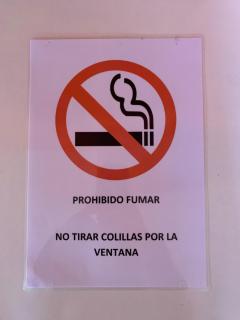 PROHIBIDO FUMAR
NO TIRAR COLILLAS POR LA
VENTANA